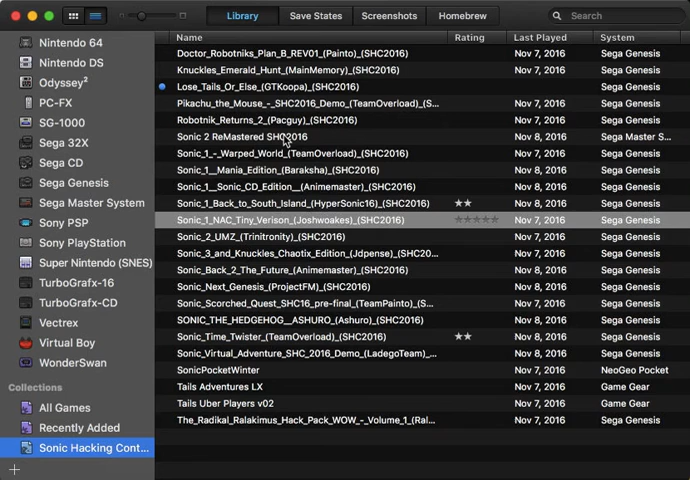 Library Save States Screenshots Homebrew Search
Nintendo 64
Nintendo DS
Odyssey²
PC-FX
SG-1000
Sega 32X
Sega CD
Sega Genesis
Sega Master System
Sony PSP
Sony PlayStation
Super Nintendo (SNES)
TurboGrafx-16
TurboGrafx-CD
Vectrex
Virtual Boy
WonderSwan
Collections
All Games
Recently Added
Sonic Hacking Cont...
Name Rating Last Played System
Doctor_Robotniks_Plan_B_REV01_(Painto)_(SHC2016) Nov 7, 2016 Sega Genesis
Knuckles_Emerald_Hunt_(MainMemory)_(SHC2016) Nov 7, 2016 Sega Genesis
Lose_Tails_Or_Else_(GTKoopa)_(SHC2016) Sega Genesis
Pikachu_the_Mouse_-_SHC2016_Demo_(TeamOverload)_(S... Nov 7, 2016 Sega Genesis
Robotnik_Returns_2_(Pacguy)_(SHC2016) Nov 7, 2016 Sega Genesis
Sonic 2 ReMastered SHC2016 Nov 8, 2016 Sega Master S...
Sonic_1_-_Warped_World_(TeamOverload)_(SHC2016) Nov 7, 2016 Sega Genesis
Sonic_1__Mania_Edition_(Baraksha)_(SHC2016) Nov 8, 2016 Sega Genesis
Sonic_1__Sonic_CD_Edition__(Animemaster)_(SHC2016) Nov 8, 2016 Sega Genesis
Sonic_1_Back_to_South_Island_(HyperSonic16)_(SHC2016) ★★ Nov 8, 2016 Sega Genesis
Sonic_1_NAC_Tiny_Verison_(Joshwoakes)_(SHC2016) ★★★★★ Nov 7, 2016 Sega Genesis
Sonic_2_UMZ_(Trinitronity)_(SHC2016) Nov 7, 2016 Sega Genesis
Sonic_3_and_Knuckles_Chaotix_Edition_(Jdpense)_(SHC20... Nov 8, 2016 Sega Genesis
Sonic_Back_2_The_Future_(Animemaster)_(SHC2016) Nov 8, 2016 Sega Genesis
Sonic_Next_Genesis_(ProjectFM)_(SHC2016) Nov 8, 2016 Sega Genesis
Sonic_Scorched_Quest_SHC16_pre-final_(TeamPainto)_(S... Nov 8, 2016 Sega Genesis
SONIC_THE_HEDGEHOG__ASHURO_(Ashuro)_(SHC2016) Nov 8, 2016 Sega Genesis
Sonic_Time_Twister_(TeamOverload)_(SHC2016) ★★ Nov 8, 2016 Sega Genesis
Sonic_Virtual_Adventure_SHC_2016_Demo_(LadegoTeam)_... Nov 8, 2016 Sega Genesis
SonicPocketWinter Nov 7, 2016 NeoGeo Pocket
Tails Adventures LX Nov 7, 2016 Game Gear
Tails Uber Players v02 Nov 7, 2016 Game Gear
The_Radikal_Ralakimus_Hack_Pack_WOW_-_Volume_1_(Ral... Nov 7, 2016 Sega Genesis